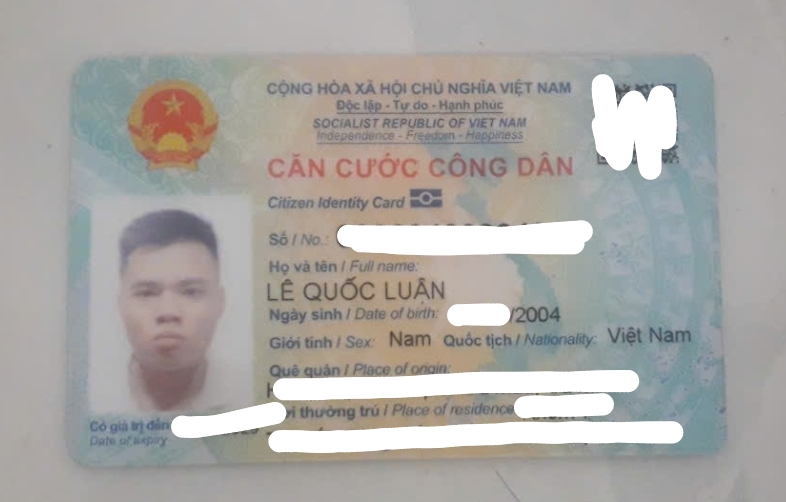 CỘNG HÒA XÃ HỘI CHỦ NGHĨA VIỆT NAM
Độc lập - Tự do - Hạnh phúc
SOCIALIST REPUBLIC OF VIET NAM
Independence - Freedom - Happiness
CĂN CƯỚC CÔNG DÂN
Citizen Identity Card
Số / No.:
Họ và tên / Full name:
LÊ QUỐC LUẬN
Ngày sinh / Date of birth: /2004
Giới tính / Sex: Nam Quốc tịch / Nationality: Việt Nam
Quê quán / Place of origin:
thường trú / Place of residence
Có giá trị đến
Date of expiry